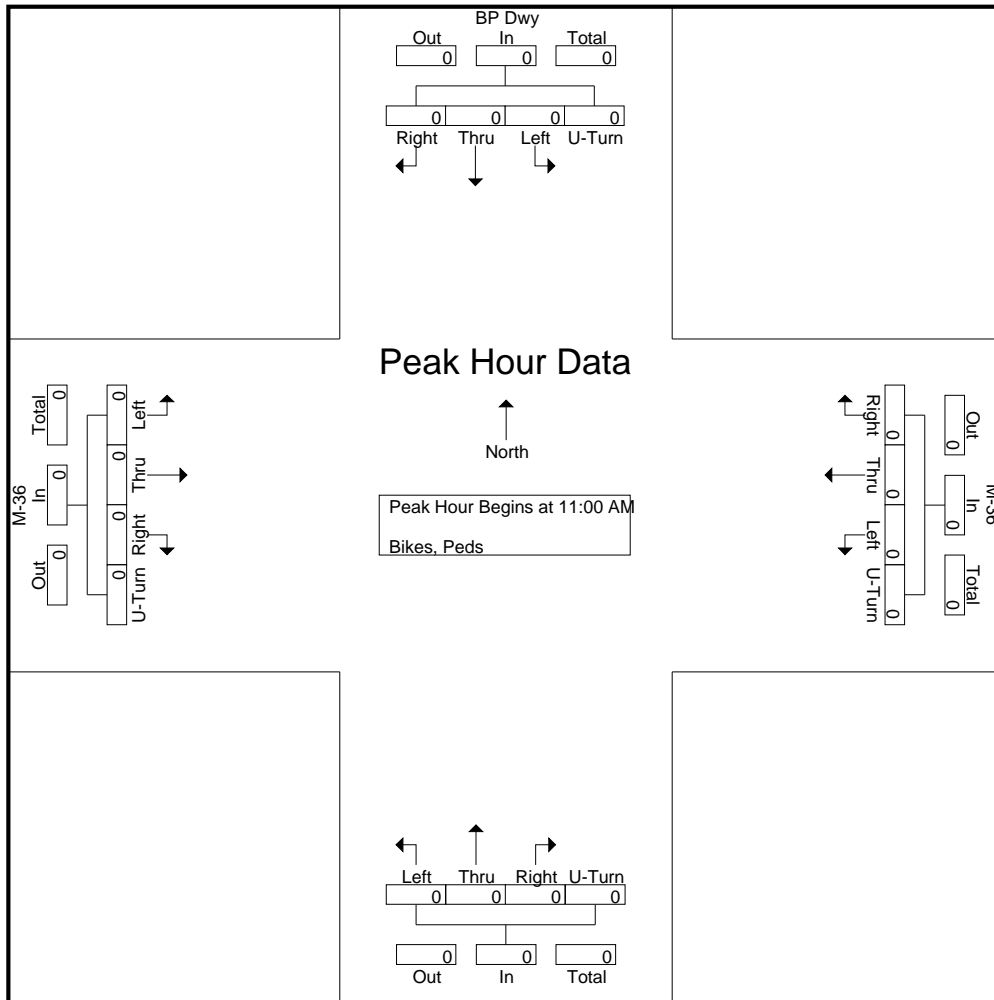 BP Dwy
Out In Total
0 0 0
0 0 0 0
Right Thru Left U-Turn
Peak Hour Data
North
Peak Hour Begins at 11:00 AM
Bikes, Peds
M-36
Total In Out
0 0 0
0 0 0 0
Left Thru Right U-Turn
Right Thru Left U-Turn
0 0 0 0
0 0 0
Out In Total
M-36
Left Thru Right U-Turn
0 0 0 0
0 0 0
Out In Total